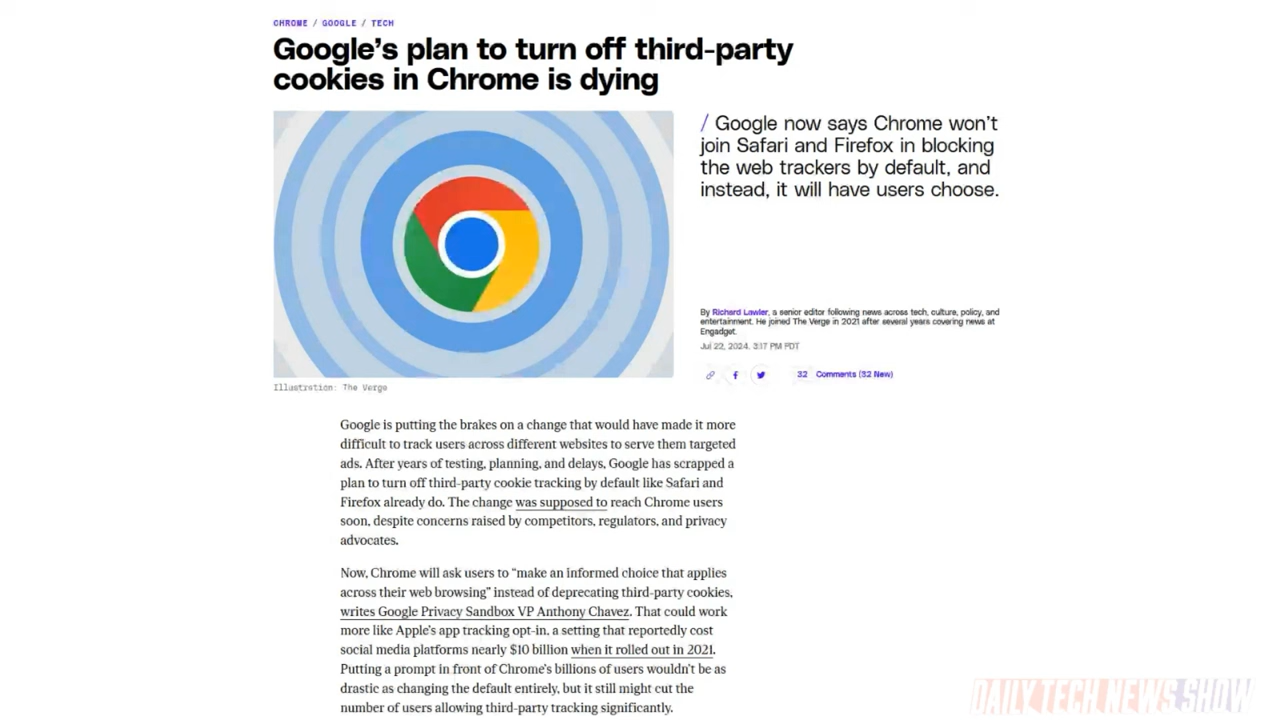 CHROME / GOOGLE / TECH
Google's plan to turn off third-party
cookies in Chrome is dying
/ Google now says Chrome won't
join Safari and Firefox in blocking
the web trackers by default, and
instead, it will have users choose.
By Richard Lawler, a senior editor following news across tech, culture, policy, and
entertainment. He joined The Verge in 2021 after several years covering news at
Engadget.
Jul 22, 2024, 3:17 PM PDT
32 Comments (32 New)
Illustration: The Verge
Google is putting the brakes on a change that would have made it more
difficult to track users across different websites to serve them targeted
ads. After years of testing, planning, and delays, Google has scrapped a
plan to turn off third-party cookie tracking by default like Safari and
Firefox already do. The change was supposed to reach Chrome users
soon, despite concerns raised by competitors, regulators, and privacy
advocates.
Now, Chrome will ask users to “make an informed choice that applies
across their web browsing” instead of deprecating third-party cookies,
writes Google Privacy Sandbox VP Anthony Chavez. That could work
more like Apple's app tracking opt-in, a setting that reportedly cost
social media platforms nearly $10 billion when it rolled out in 2021.
Putting a prompt in front of Chrome's billions of users wouldn't be as
drastic as changing the default entirely, but it still might cut the
number of users allowing third-party tracking significantly.
DAILY TECH NEWS SHOW